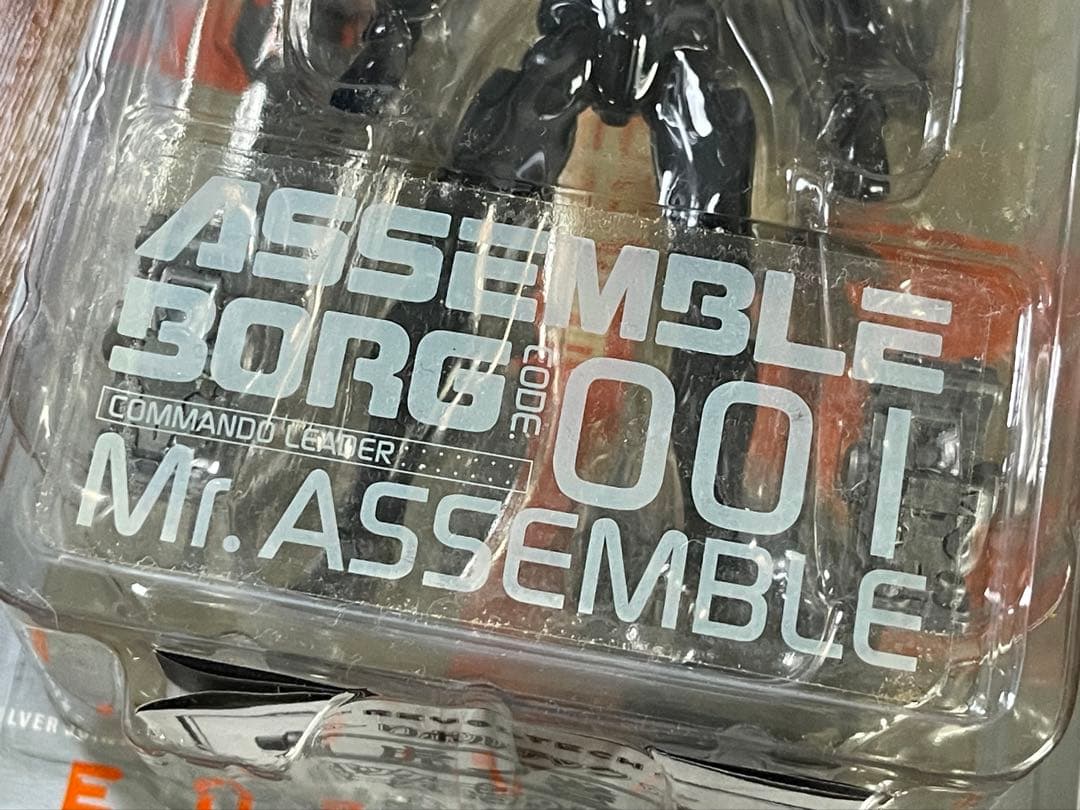 ASSEMBLE
BORG
CODE:
001
COMMANDO LEADER
Mr. ASSEMBLE